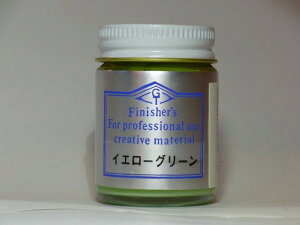 G
Finisher's
For professional use
creative material
イエローグリーン